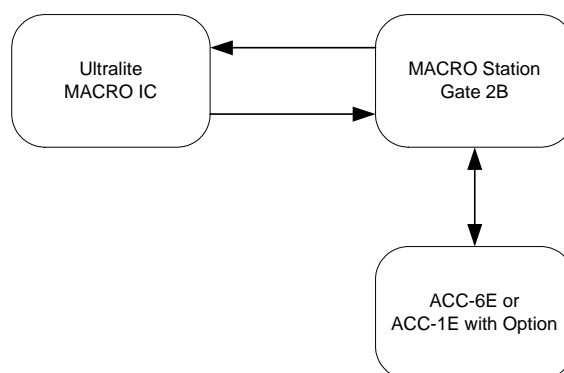 Ultralite
MACRO IC
MACRO Station
Gate 2B
ACC-6E or
ACC-1E with Option